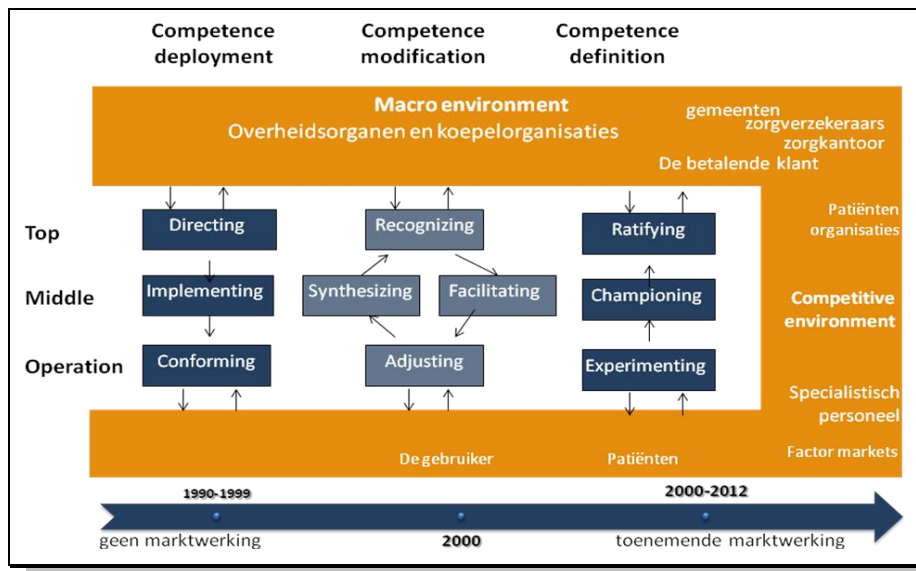 Competence
deployment
Competence
modification
Competence
definition
Macro environment
Overheidsorganen en koepelorganisaties
gemeenten
zorgverzekeraars
zorgkantoor
De betalende klant
Top
Directing
Recognizing
Ratifying
Patiënten
organisaties
Middle
Implementing
Synthesizing
Facilitating
Championing
Competitive
environment
Operation
Conforming
Adjusting
Experimenting
Specialistisch
personeel
De gebruiker
Patiënten
Factor markets
1990-1999
2000-2012
geen marktwerking
2000
toenemende marktwerking